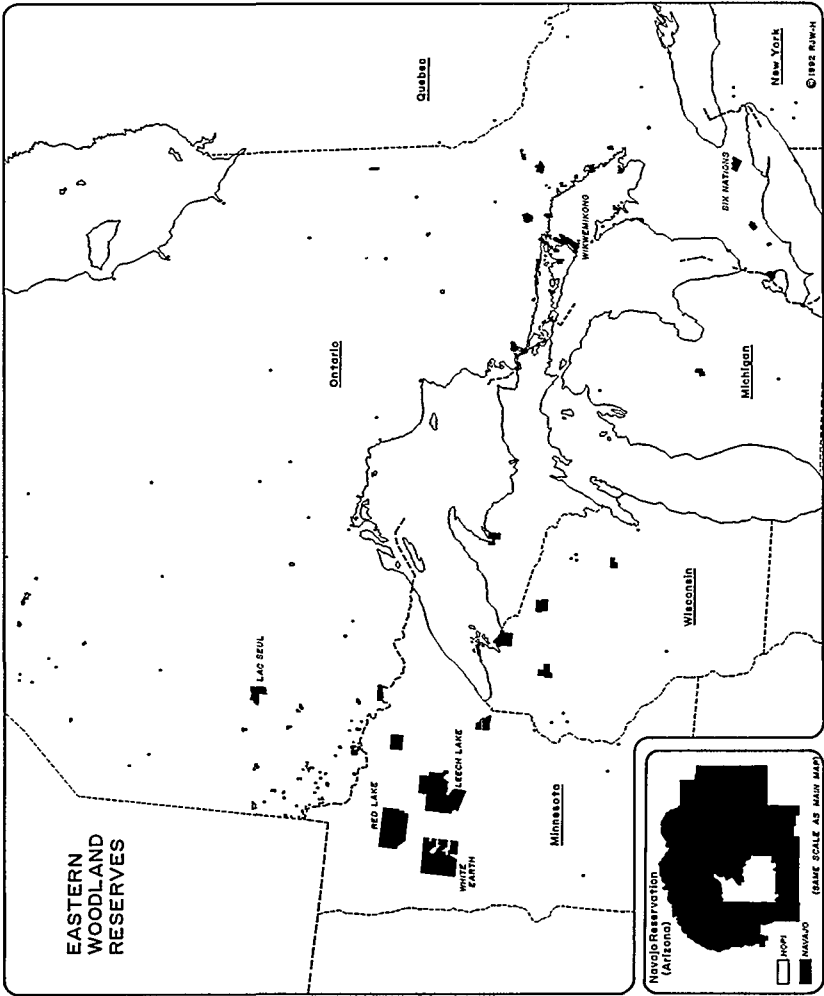 EASTERN
WOODLAND
RESERVES
Quebec
New York
©1992 RJW-H
SIX NATIONS
WIKWEMIKONG
Ontario
Michigan
LAC SEUL
Wisconsin
RED LAKE
LEECH LAKE
WHITE
EARTH
Minnesota
Navajo Reservation
(Arizona)
HOPI
NAVAJO
(SAME SCALE AS MAIN MAP)